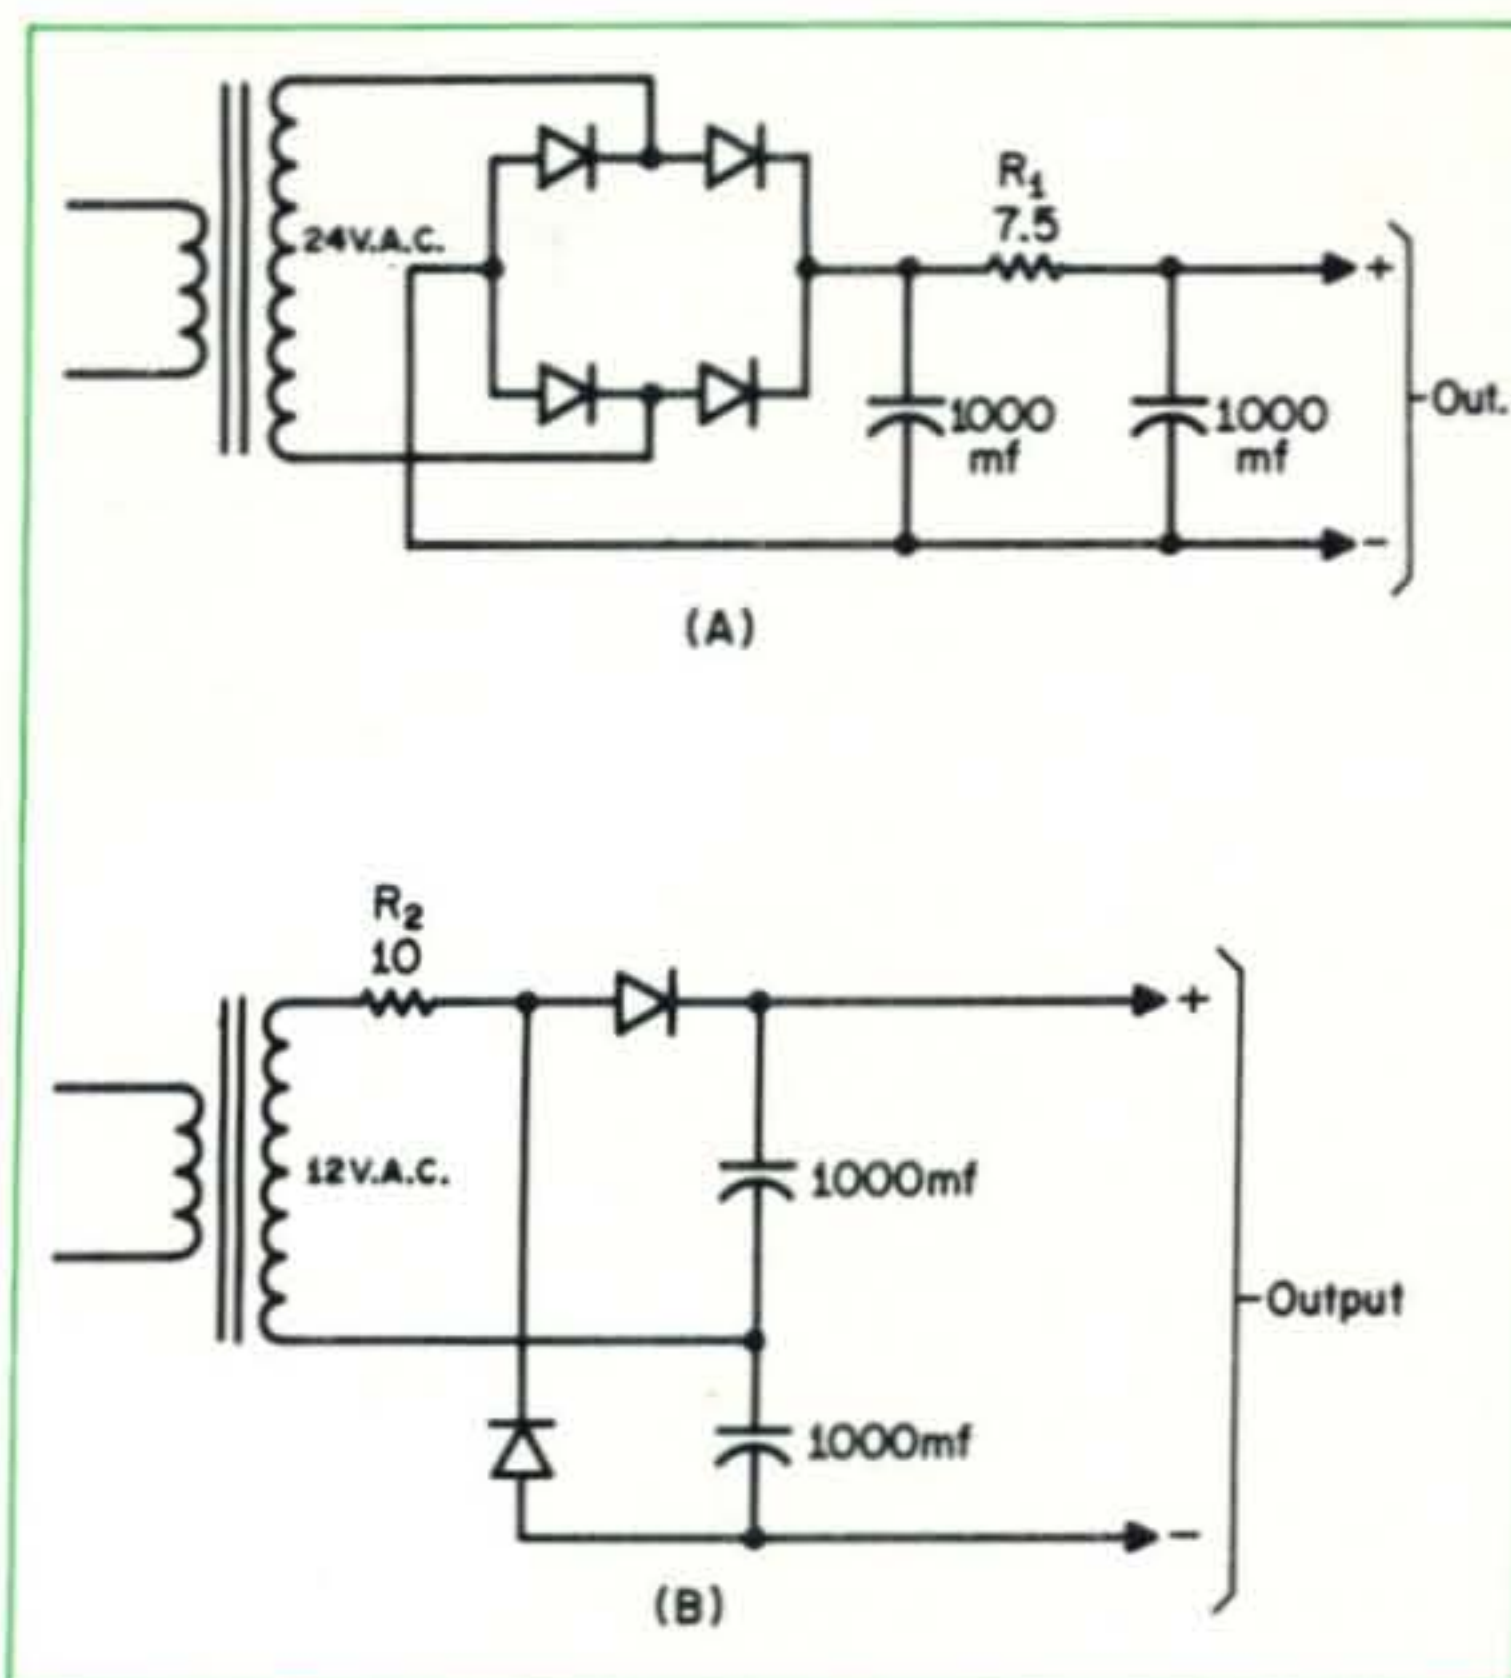 R1
7.5
24V.A.C.
+
1000
mf
1000
mf
Out.
-
(A)
R2
10
+
12V.A.C.
1000mf
Output
1000mf
-
(B)